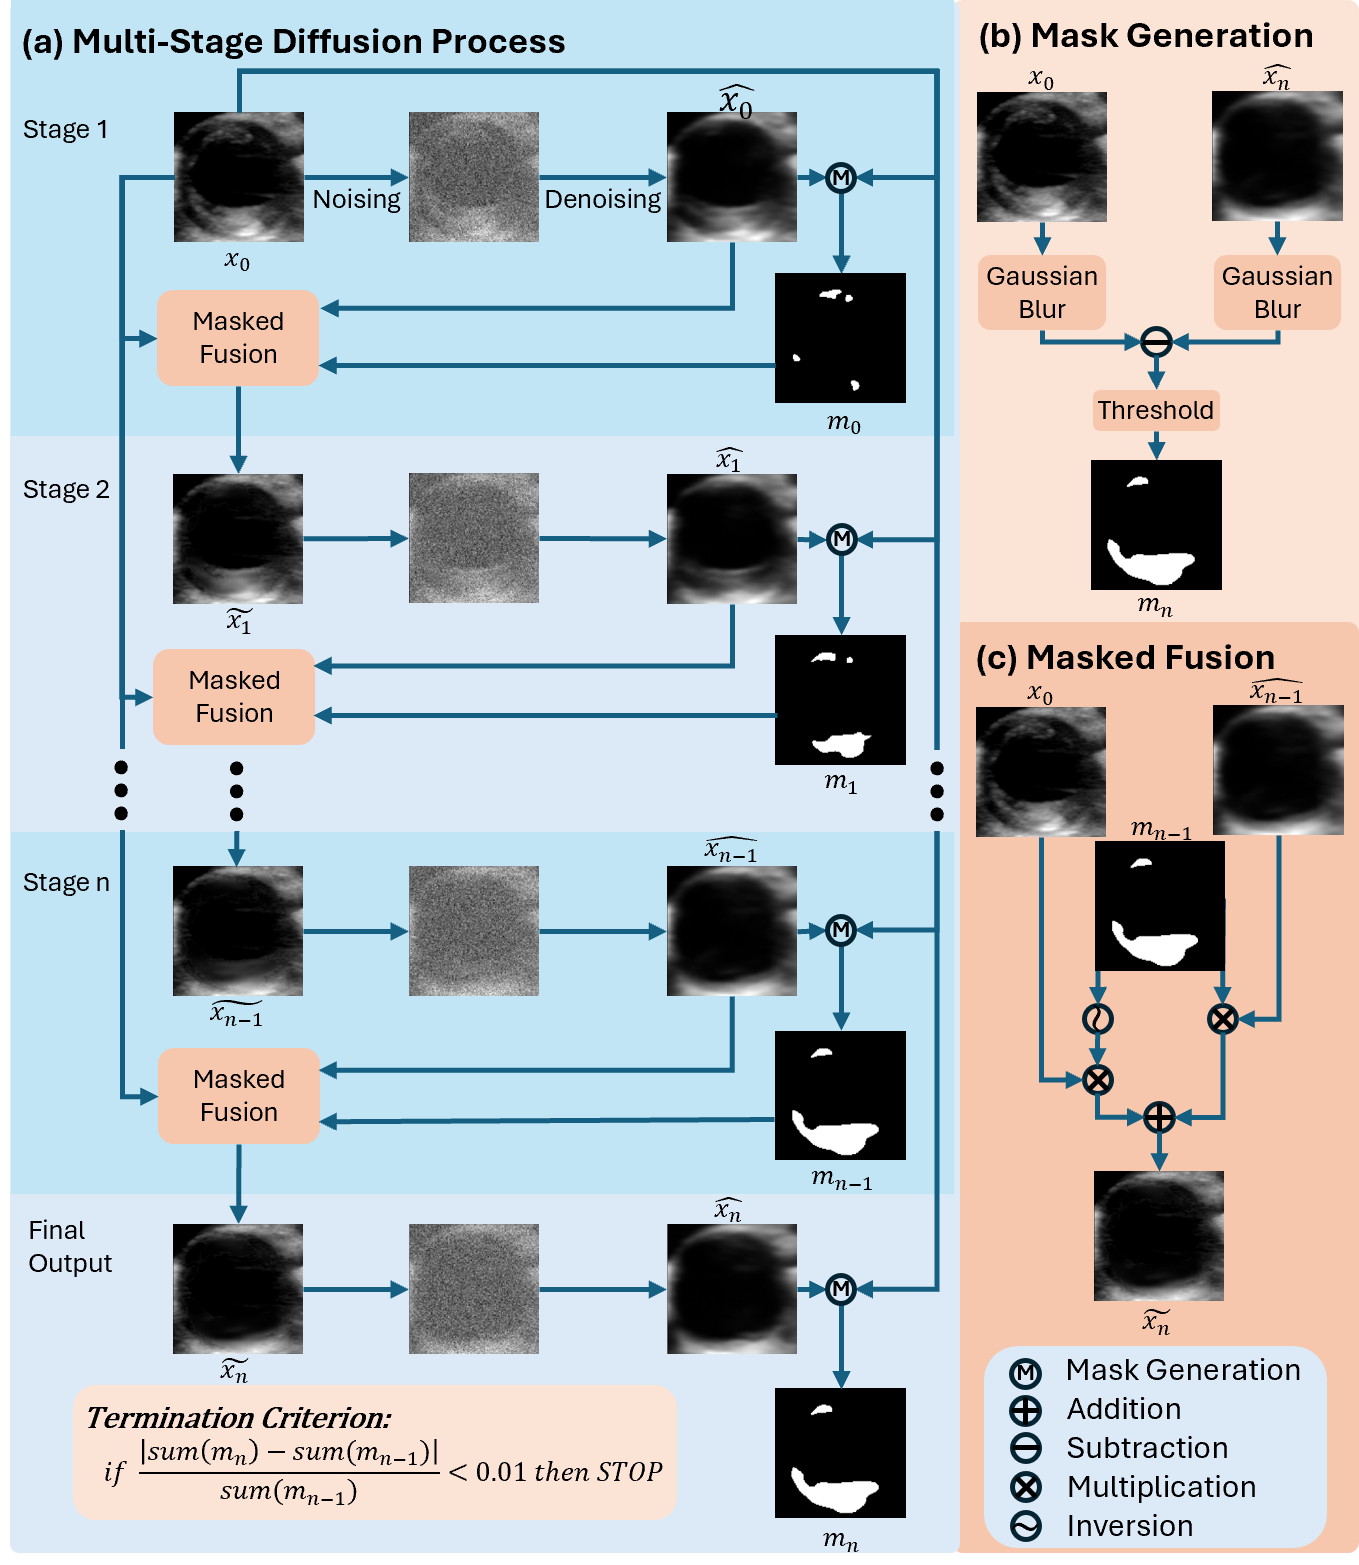 (a) Multi-Stage Diffusion Process
Stage 1
$\widehat{x_0}$
Noising
Denoising
M
$x_0$
Masked
Fusion
$m_0$
Stage 2
$\widehat{x_1}$
M
$\widetilde{x_1}$
Masked
Fusion
$m_1$
Stage n
$\widehat{x_{n-1}}$
M
$\widetilde{x_{n-1}}$
Masked
Fusion
$m_{n-1}$
Final
Output
$\widehat{x_n}$
M
$\widetilde{x_n}$
Termination Criterion:
$if \frac{|sum(m_n) - sum(m_{n-1})|}{sum(m_{n-1})} < 0.01\ then\ STOP$
$m_n$
(b) Mask Generation
$x_0$
$\widehat{x_n}$
Gaussian
Blur
Gaussian
Blur
Threshold
$m_n$
(c) Masked Fusion
$x_0$
$\widehat{x_{n-1}}$
$m_{n-1}$
$\widetilde{x_n}$
M Mask Generation
Addition
Subtraction
Multiplication
Inversion